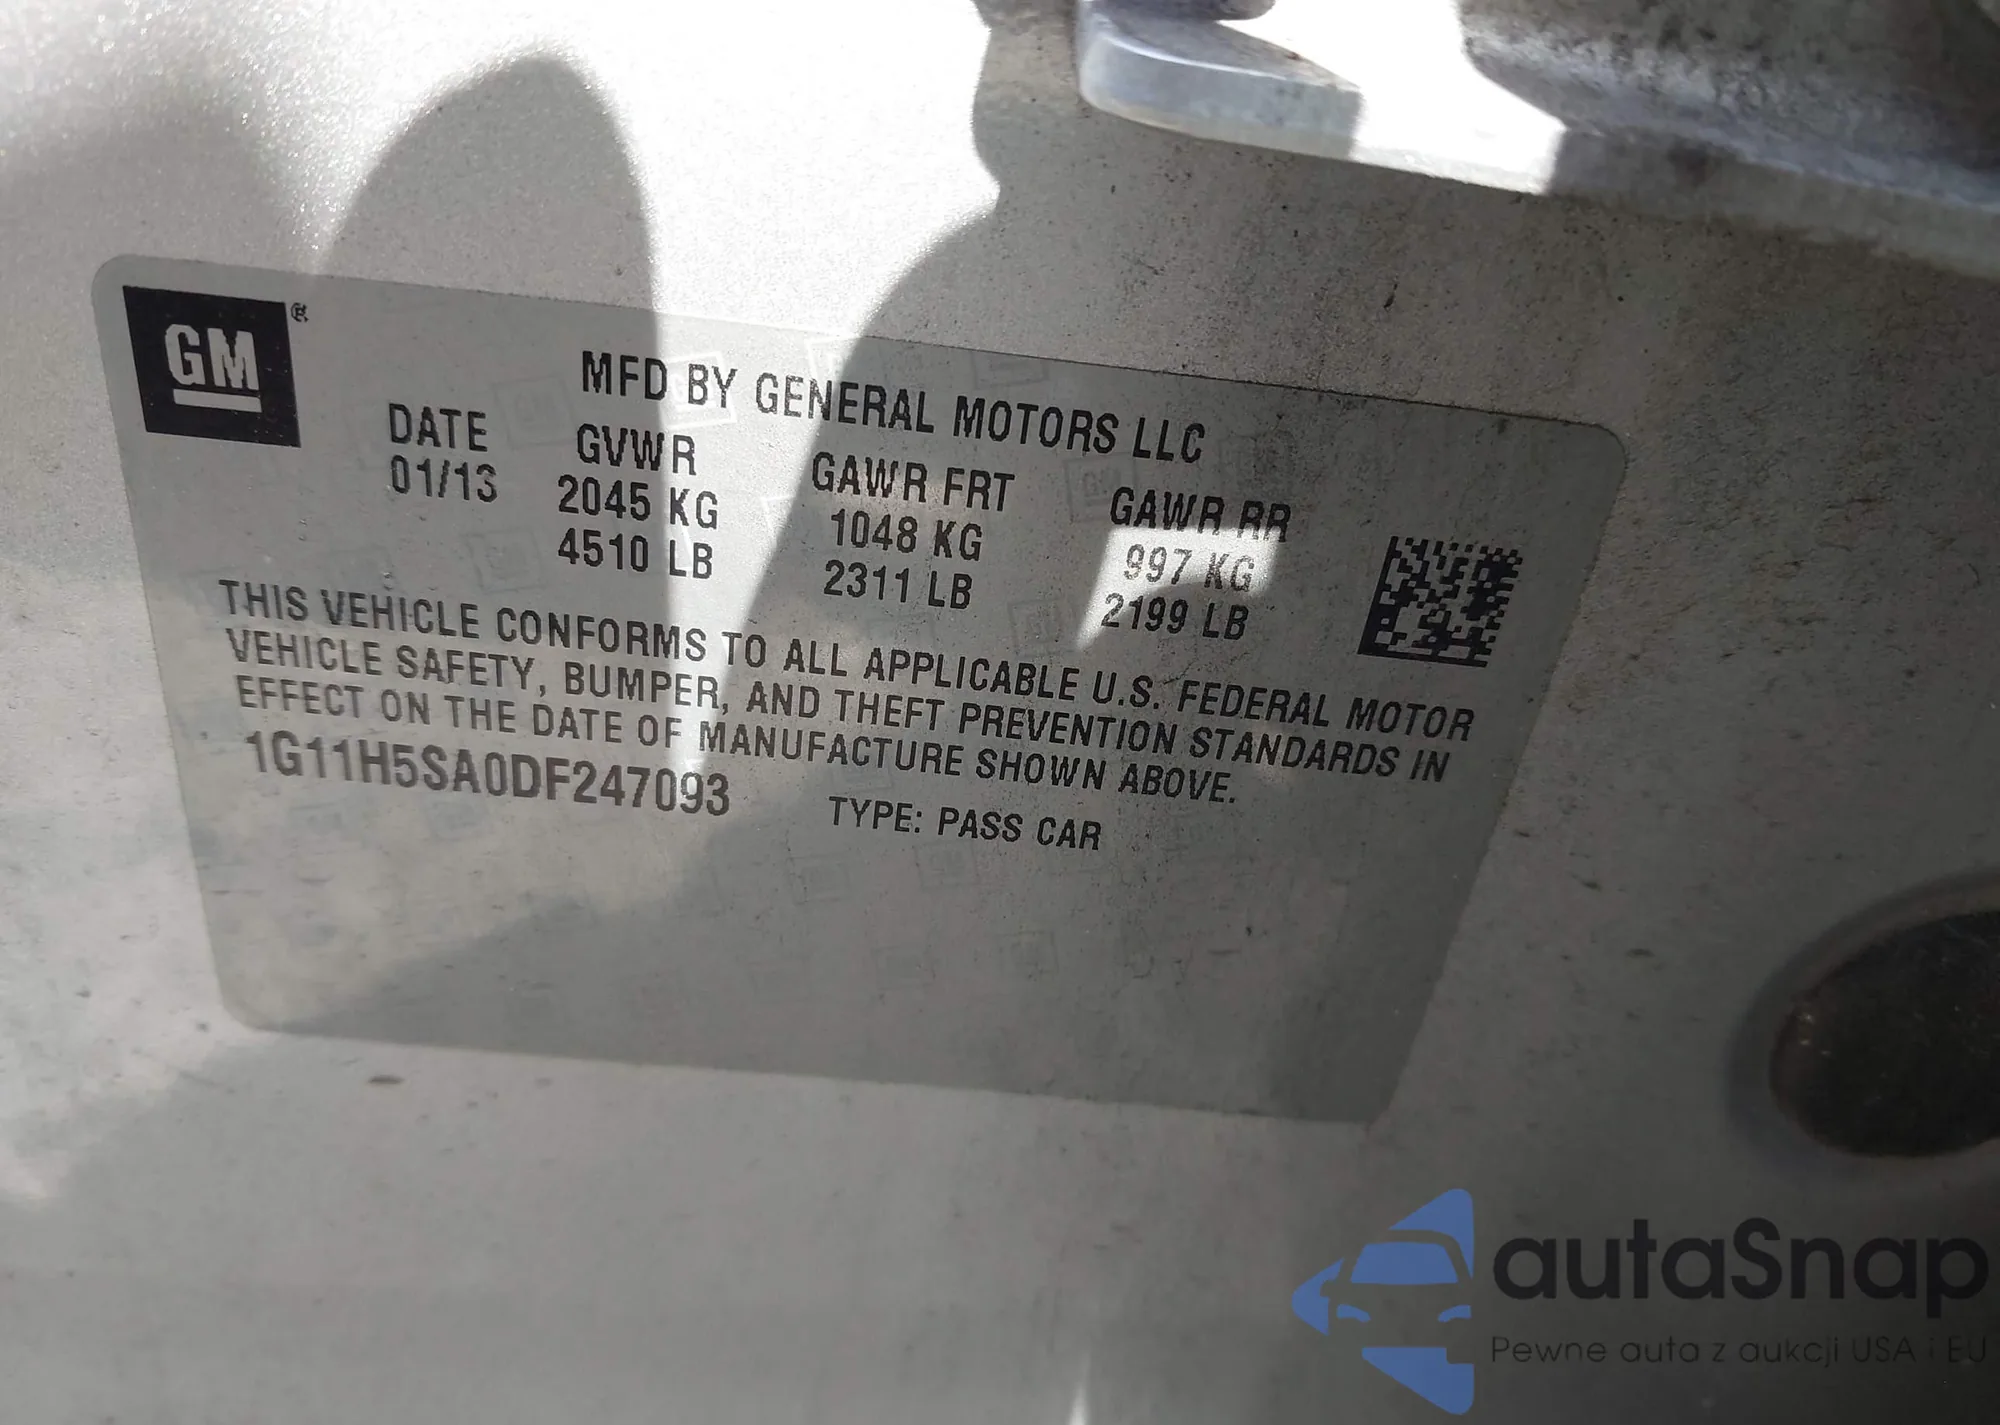 GM ®
MFD BY GENERAL MOTORS LLC
DATE GVWR GAWR FRT GAWR RR
01/13 2045 KG 1048 KG 997 KG
4510 LB 2311 LB 2199 LB
THIS VEHICLE CONFORMS TO ALL APPLICABLE U.S. FEDERAL MOTOR
VEHICLE SAFETY, BUMPER, AND THEFT PREVENTION STANDARDS IN
EFFECT ON THE DATE OF MANUFACTURE SHOWN ABOVE.
1G11H5SA0DF247093 TYPE: PASS CAR
autaSnap
Pewne auta z aukcji USA i EU